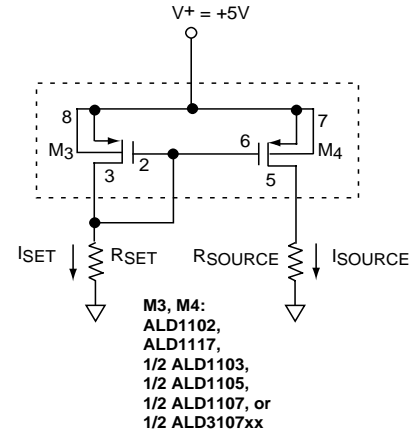 V+ = +5V
8
7
M3
2
6
M4
3
5
ISET
RSET
RSOURCE
ISOURCE
M3, M4:
ALD1102,
ALD1117,
1/2 ALD1103,
1/2 ALD1105,
1/2 ALD1107, or
1/2 ALD3107xx